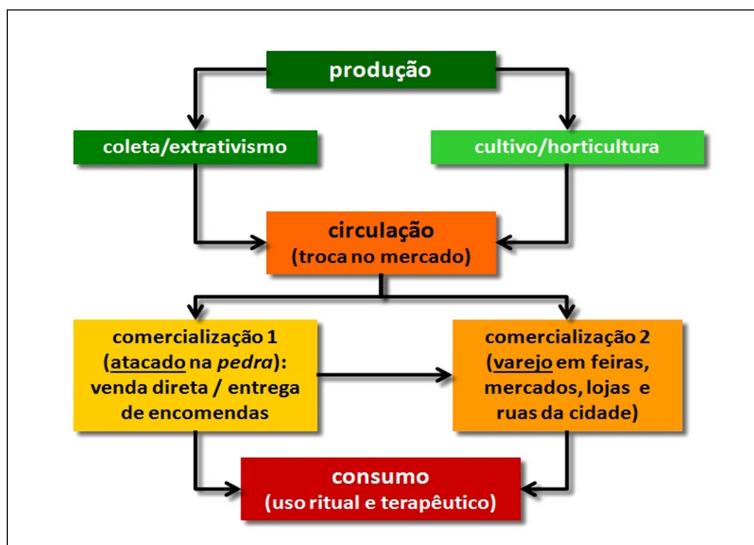 produção
coleta/extrativismo
cultivo/horticultura
circulação
(troca no mercado)
comercialização 1
(atacado na pedra):
venda direta / entrega
de encomendas
comercialização 2
(varejo em feiras,
mercados, lojas e
ruas da cidade)
consumo
(uso ritual e terapêutico)